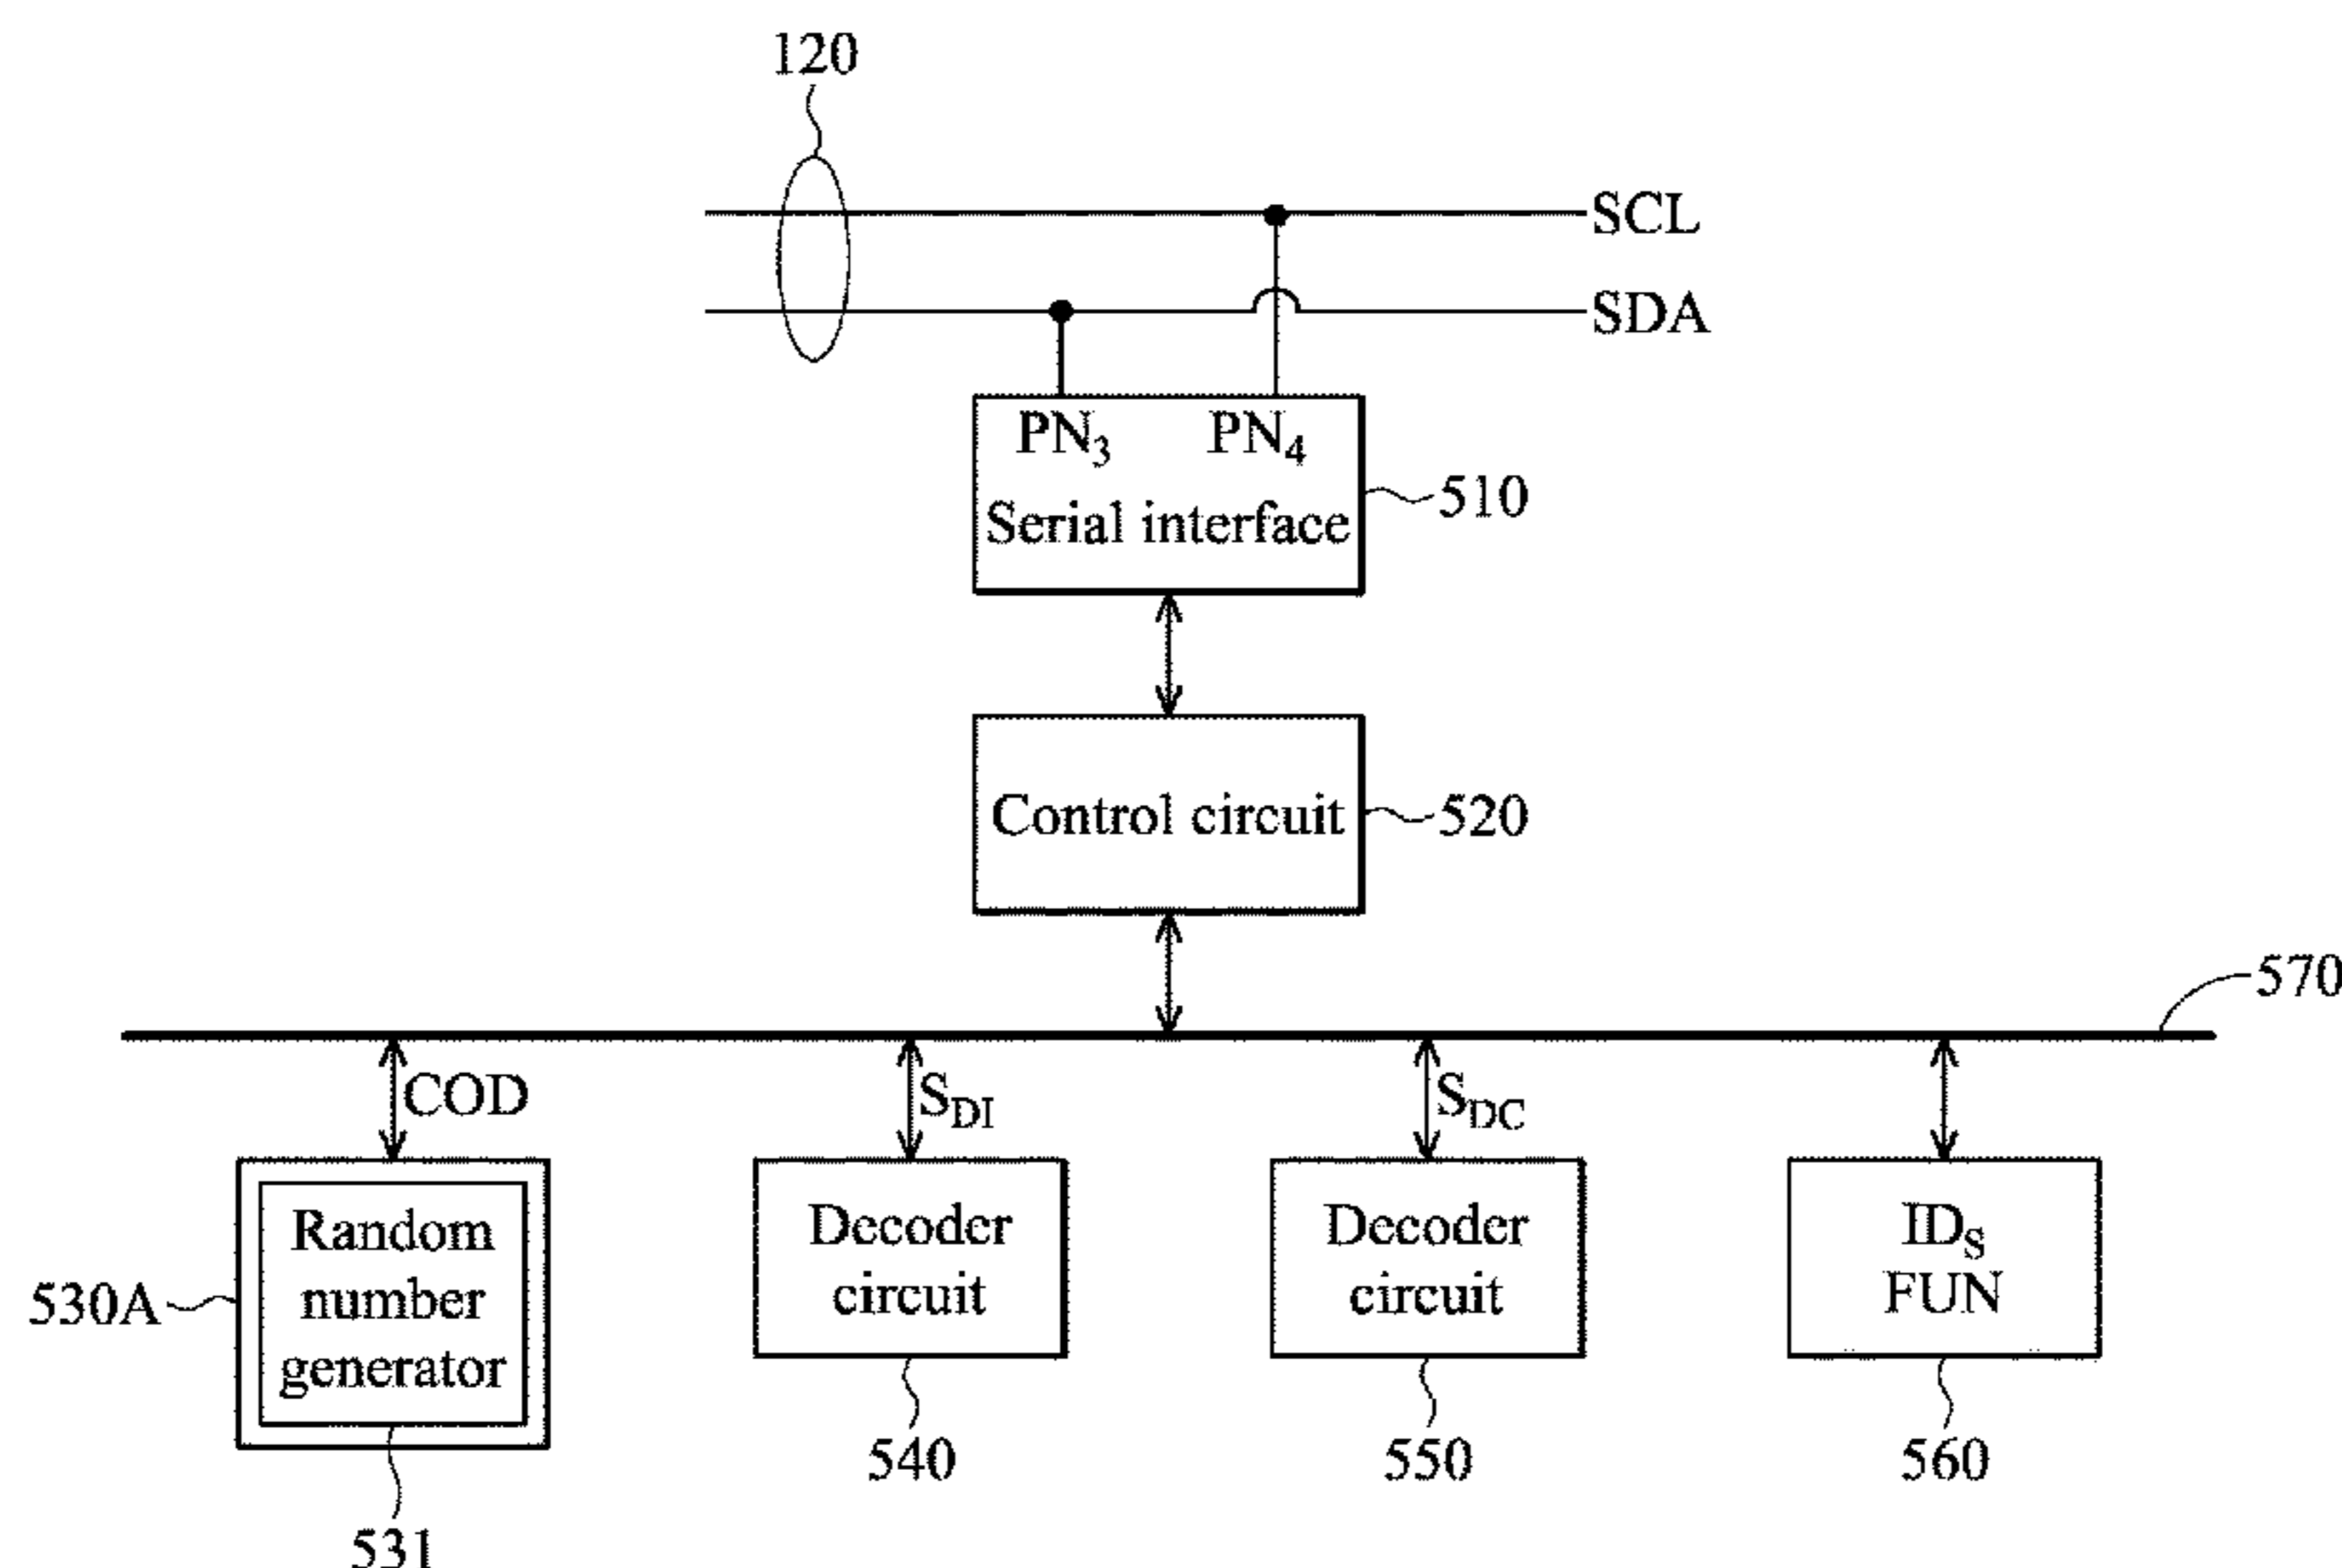 120
SCL
SDA
PN3 PN4
Serial interface
510
Control circuit
520
570
COD
SDI
SDC
Random
number
generator
530A
531
Decoder
circuit
540
Decoder
circuit
550
IDS
FUN
560